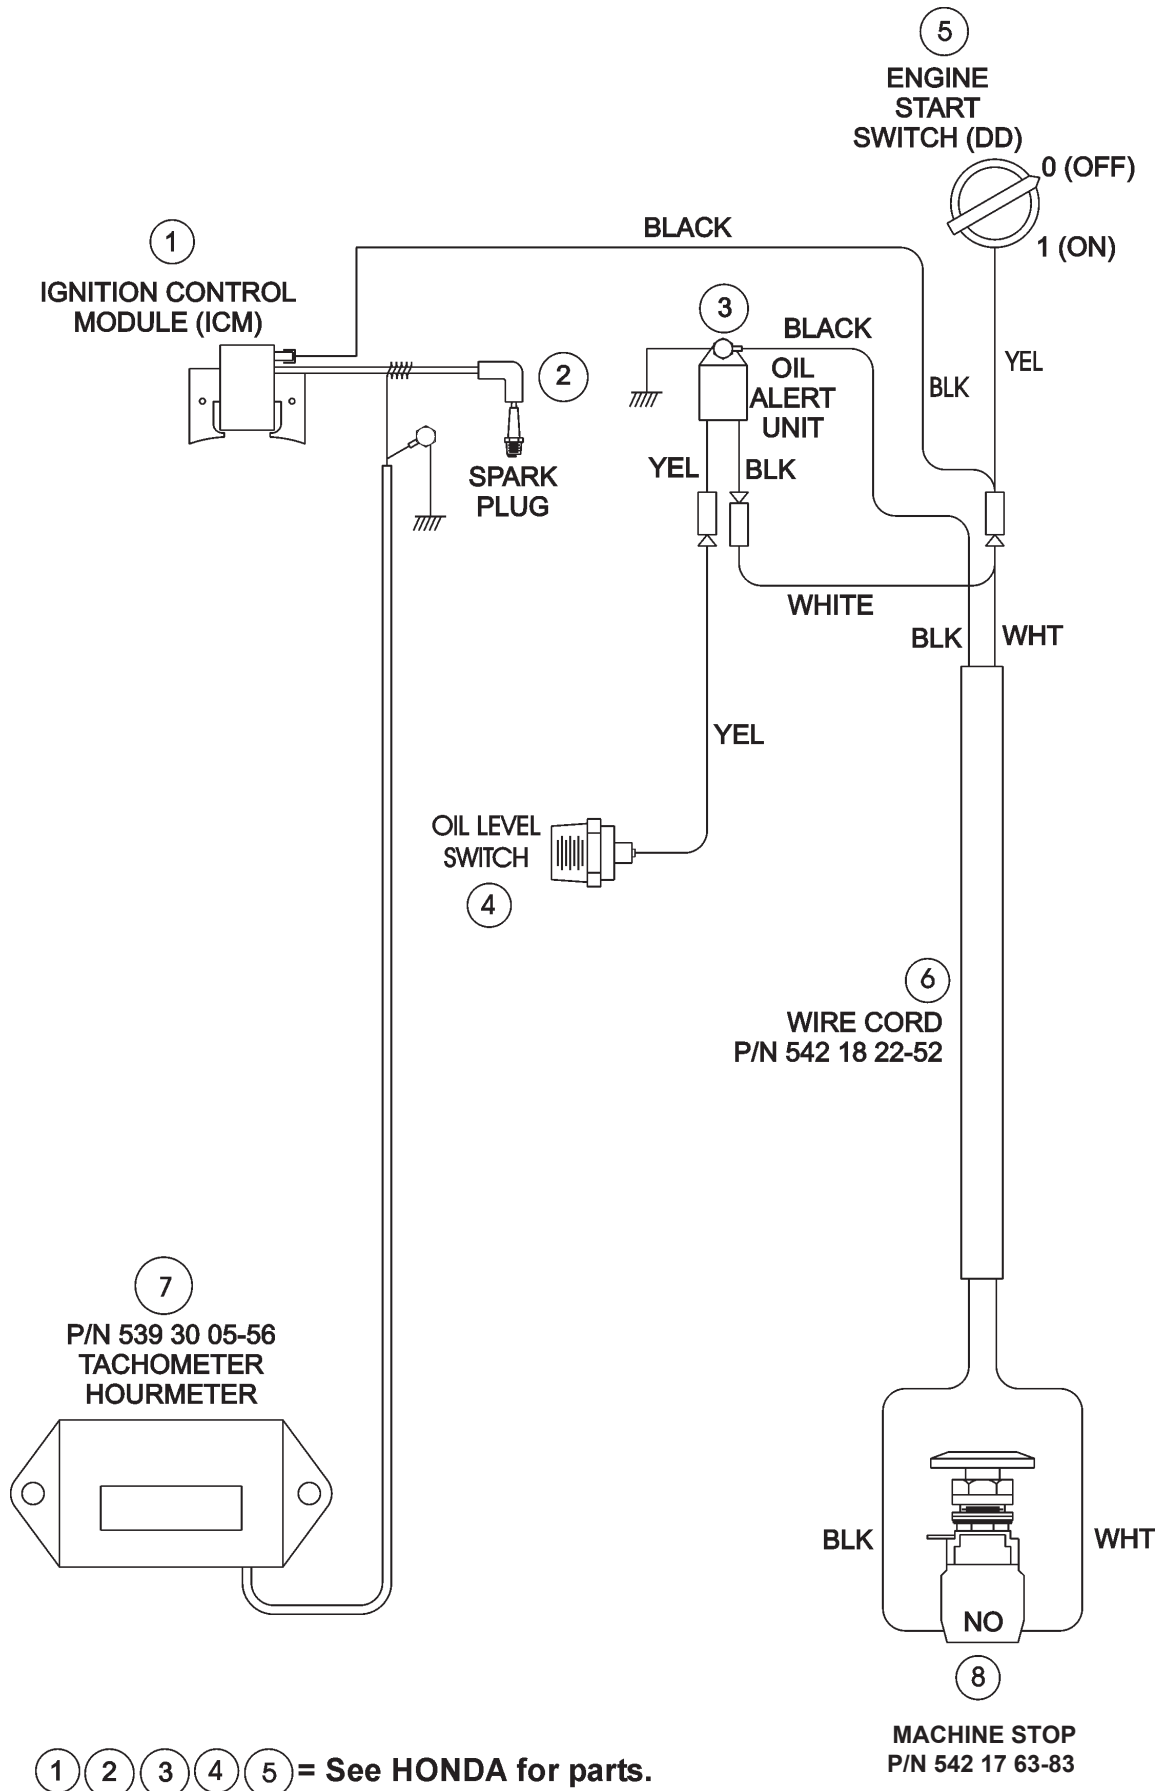 5
ENGINE
START
SWITCH (DD)
0 (OFF)
1 (ON)
BLACK
1
IGNITION CONTROL
MODULE (ICM)
3
BLACK
OIL
ALERT
UNIT
YEL
BLK
2
SPARK
PLUG
YEL
BLK
WHITE
BLK
WHT
YEL
OIL LEVEL
SWITCH
4
6
WIRE CORD
P/N 542 18 22-52
7
P/N 539 30 05-56
TACHOMETER
HOURMETER
BLK
WHT
NO
8
MACHINE STOP
P/N 542 17 63-83
1 2 3 4 5 = See HONDA for parts.